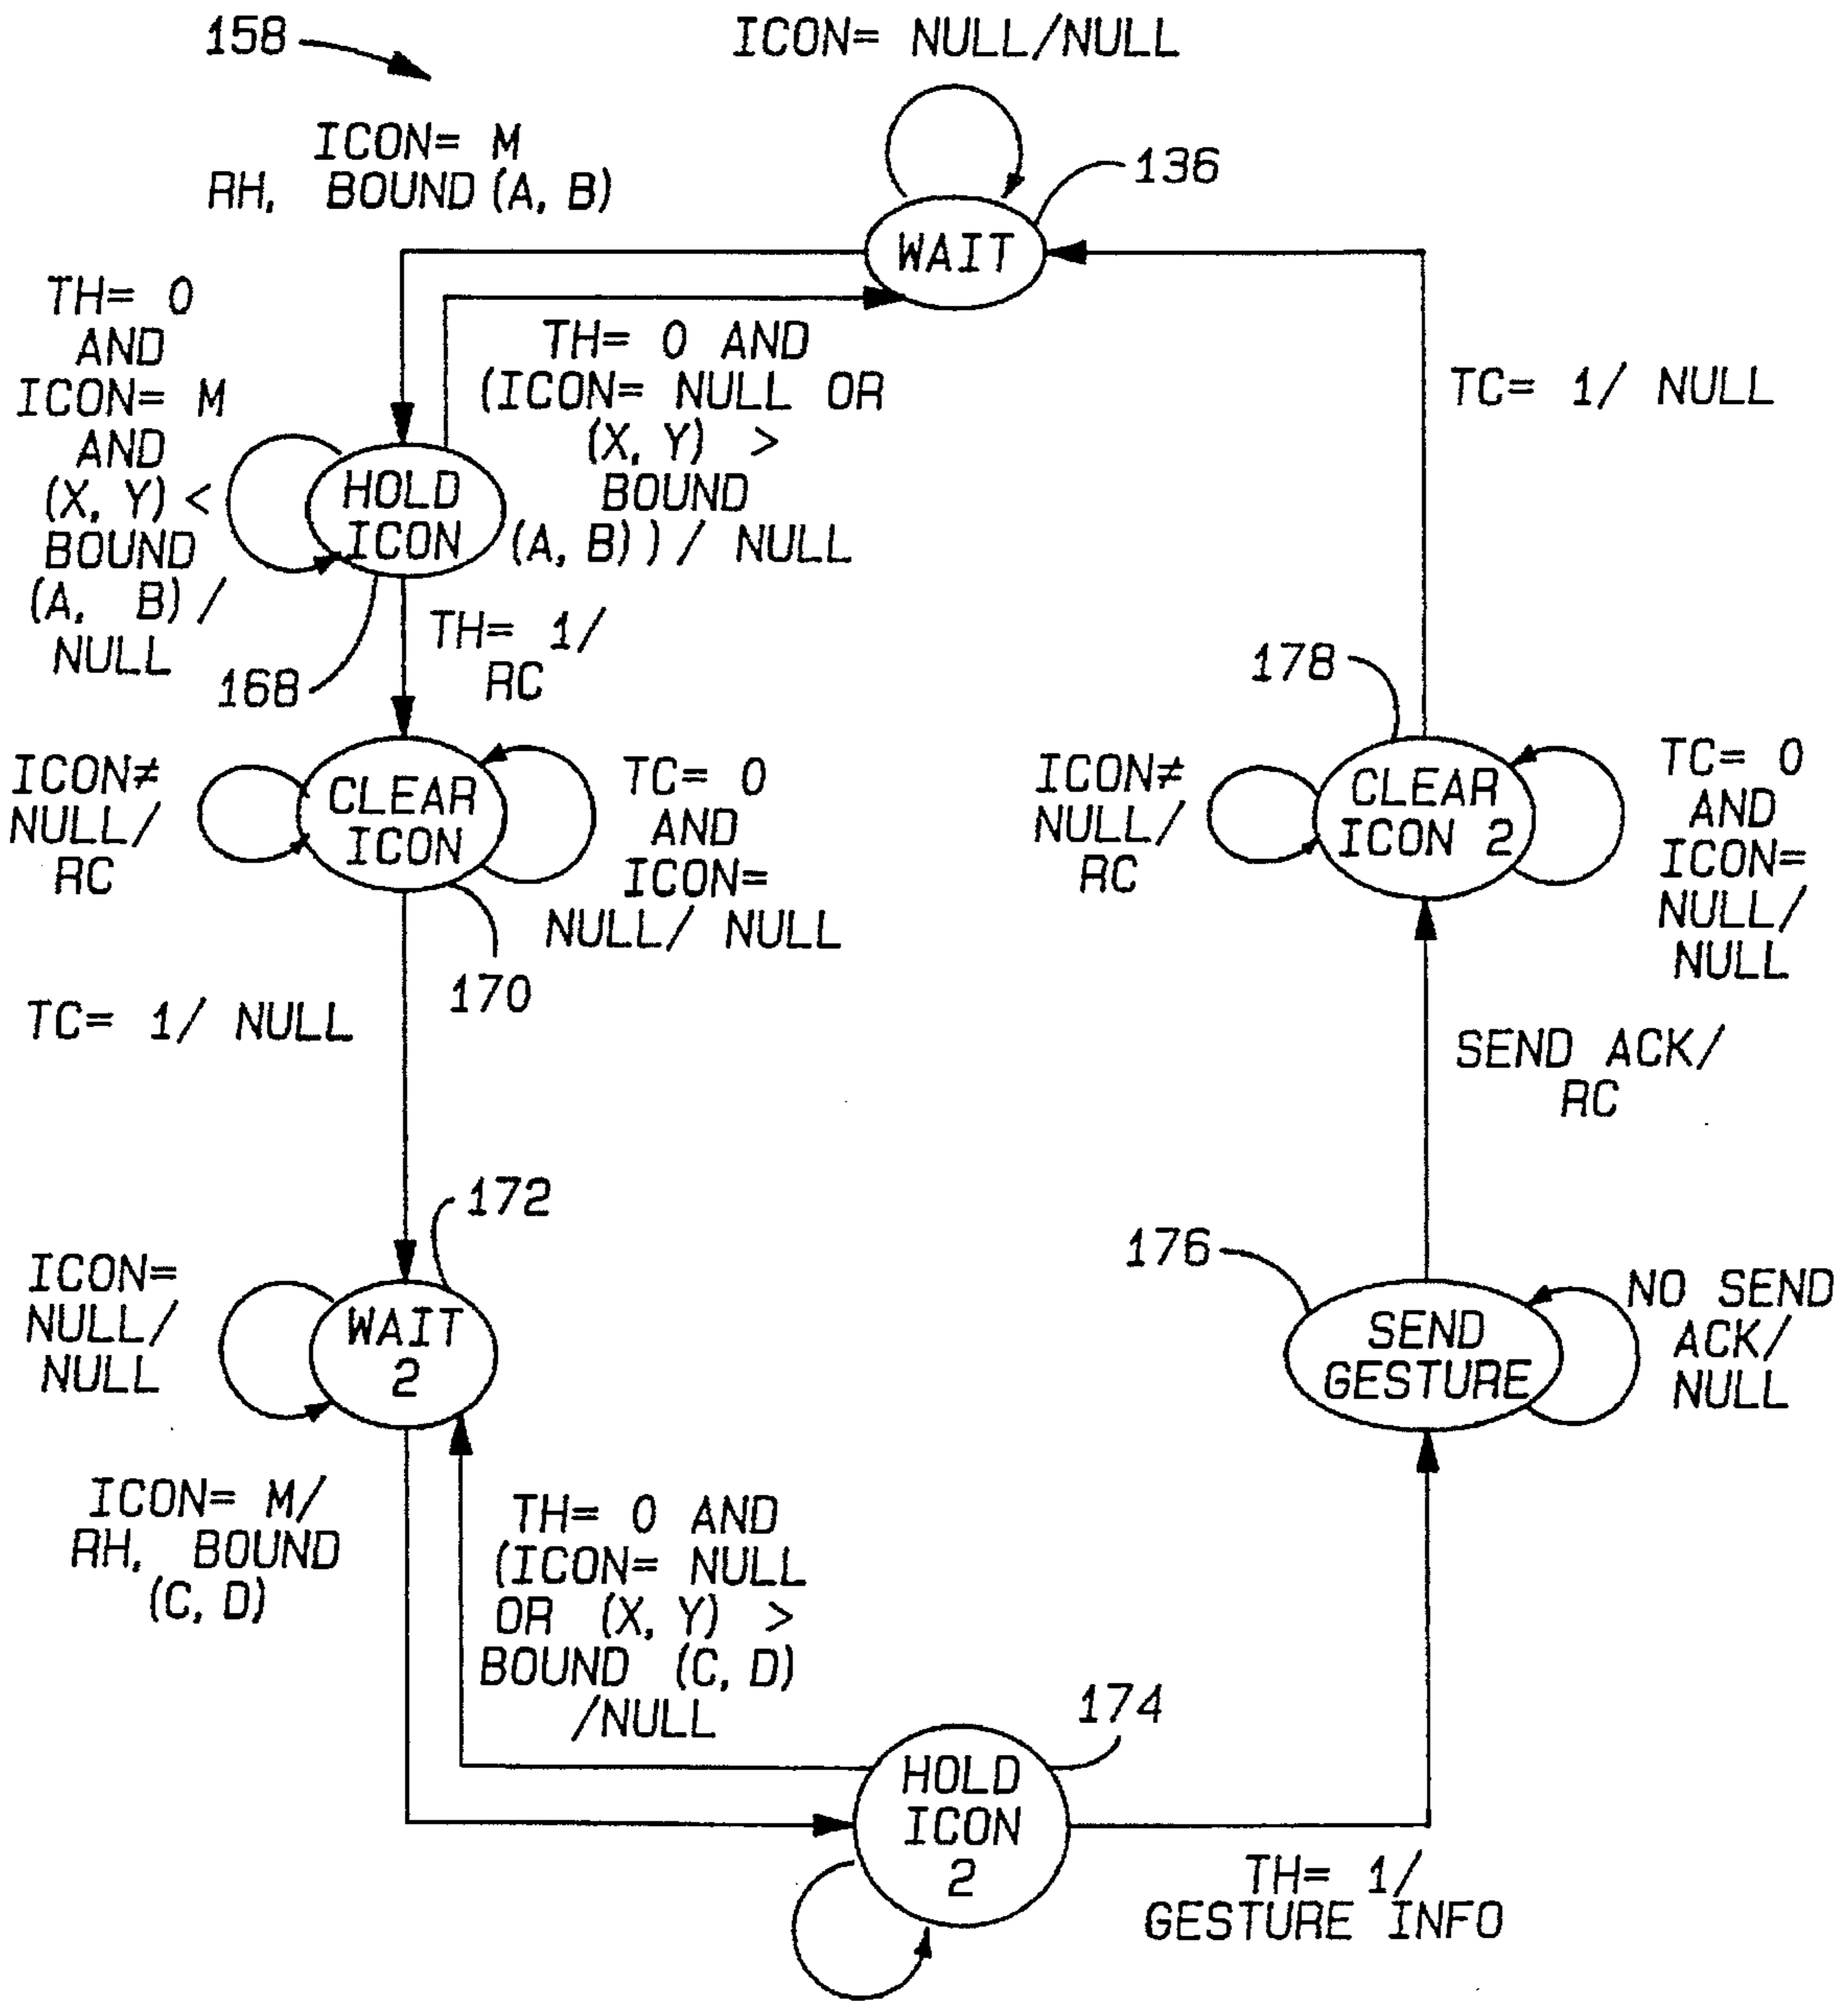 158
ICON= NULL/NULL
ICON= M
RH, BOUND (A, B)
136
WAIT
TH= 0
AND
ICON= M
AND
(X, Y) <
BOUND
(A, B) /
NULL
TH= 0 AND
(ICON= NULL OR
(X, Y) >
BOUND
(A, B)) / NULL
TC= 1/ NULL
HOLD
ICON
168
TH= 1/
RC
178
ICON≠
NULL/
RC
CLEAR
ICON
TC= 0
AND
ICON=
NULL/ NULL
170
ICON≠
NULL/
RC
CLEAR
ICON 2
TC= 0
AND
ICON=
NULL/
NULL
TC= 1/ NULL
SEND ACK/
RC
172
ICON=
NULL/
NULL
WAIT
2
176
SEND
GESTURE
NO SEND
ACK/
NULL
ICON= M/
RH, BOUND
(C, D)
TH= 0 AND
(ICON= NULL
OR (X, Y) >
BOUND (C, D)
/NULL
174
HOLD
ICON
2
TH= 1/
GESTURE INFO